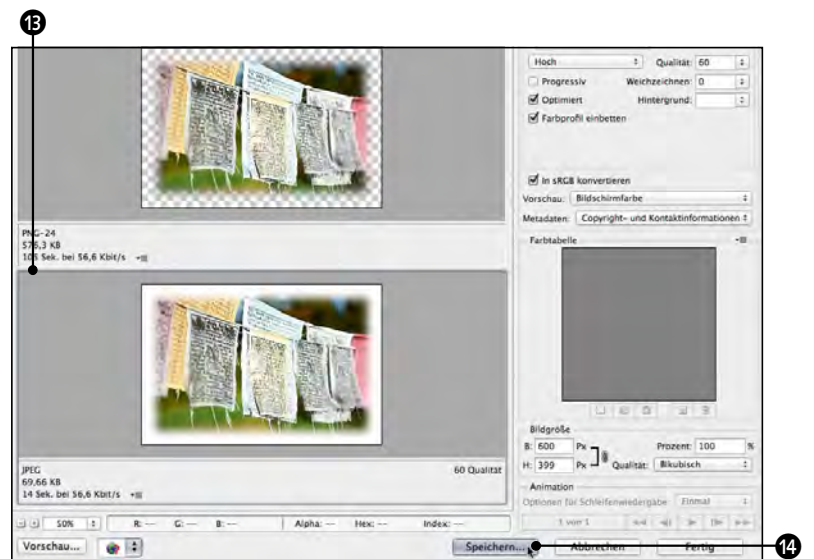 13
Hoch Qualität: 60
Progressiv Weichzeichnen: 0
Optimiert Hintergrund:
Farbprofil einbetten
In sRGB konvertieren
Vorschau: Bildschirmfarbe
Metadaten: Copyright- und Kontaktinformationen
Farbtabelle
PNG-24
576,3 KB
105 Sek. bei 56,6 Kbit/s
Bildgröße
B: 600 Px Prozent: 100 %
H: 399 Px Qualität: Bikubisch
JPEG 60 Qualität
69,66 KB
14 Sek. bei 56,6 Kbit/s
Animation
Optionen für Schleifenwiedergabe: Einmal
1 von 1
50% R: -- G: -- B: -- Alpha: -- Hex: -- Index: --
Vorschau... Speichern... Abbrechen Fertig
14